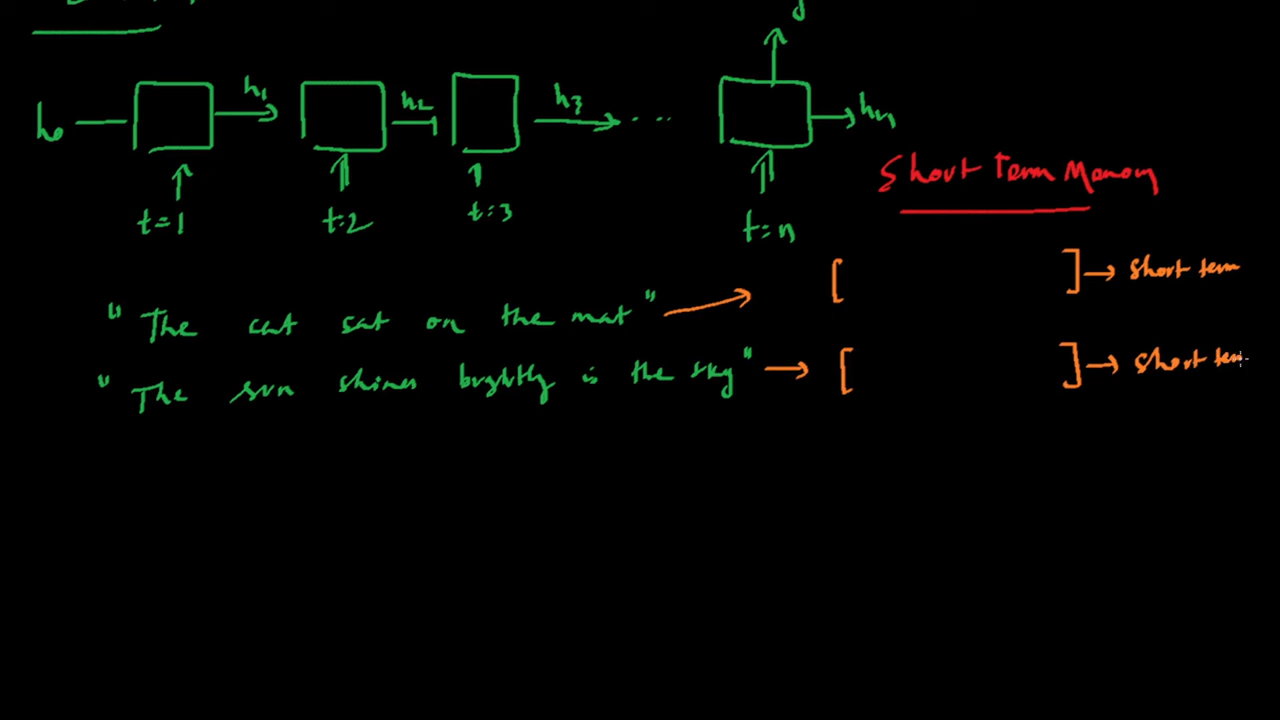 h₀ h₁ h₂ h₃ ... hn
t=1 t:2 t:3 t=n
Short Term Memory
"The cat sat on the mat" → [ ] → Short term
"The sun shines brightly is the sky" → [ ] → Short term